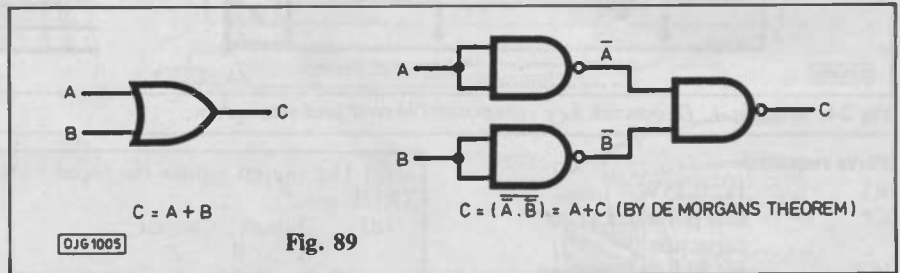 A
B
C
C = A + B
A
B
A̅
B̅
C
C = (A̅ . B̅)̅ = A+C (BY DE MORGANS THEOREM)
OJG1005
Fig. 89